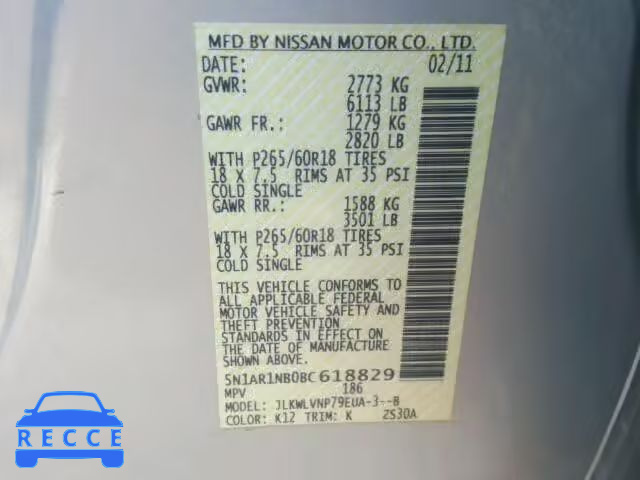 MFD BY NISSAN MOTOR CO., LTD.
DATE: 02/11
GVWR: 2773 KG
6113 LB
GAWR FR.: 1279 KG
2820 LB
WITH P265/60R18 TIRES
18 X 7.5 RIMS AT 35 PSI
COLD SINGLE
GAWR RR.: 1588 KG
3501 LB
WITH P265/60R18 TIRES
18 X 7.5 RIMS AT 35 PSI
COLD SINGLE
THIS VEHICLE CONFORMS TO
ALL APPLICABLE FEDERAL
MOTOR VEHICLE SAFETY AND
THEFT PREVENTION
STANDARDS IN EFFECT ON
THE DATE OF MANUFACTURE
SHOWN ABOVE.
5N1AR1NB0BC618829
MPV 186
MODEL: JLKWLVNP79EUA-3--B
COLOR: K12 TRIM: K ZS30A
RECCE